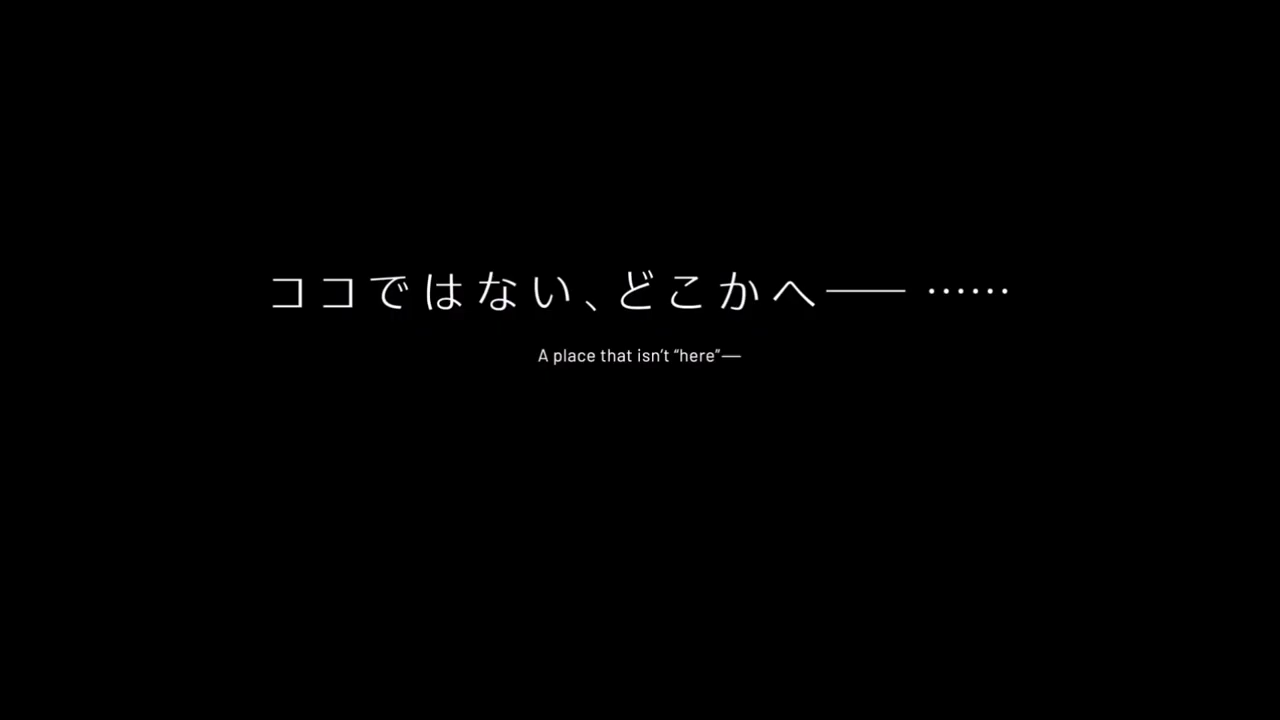 ココではない、どこかへ―― ……
A place that isn’t “here”—